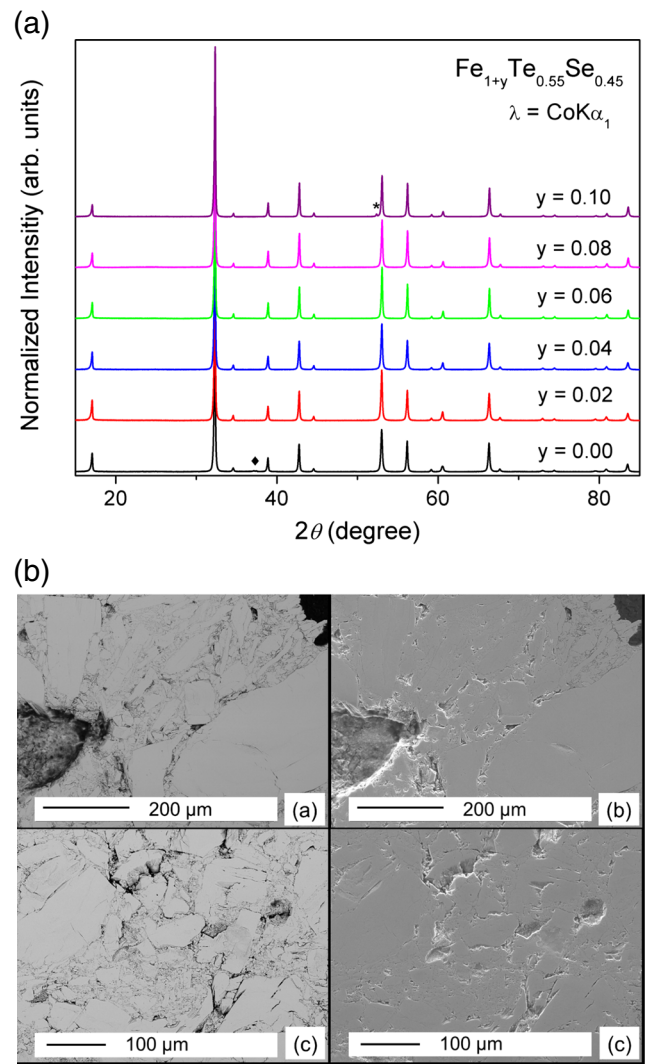 (a)
Fe₁₊yTe₀.₅₅Se₀.₄₅
λ = CoKα₁
Normalized Intensitiy (arb. units)
*
y = 0.10
y = 0.08
y = 0.06
y = 0.04
y = 0.02
♦
y = 0.00
20 40 60 80
2θ (degree)
(b)
200 µm (a)
200 µm (b)
100 µm (c)
100 µm (c)